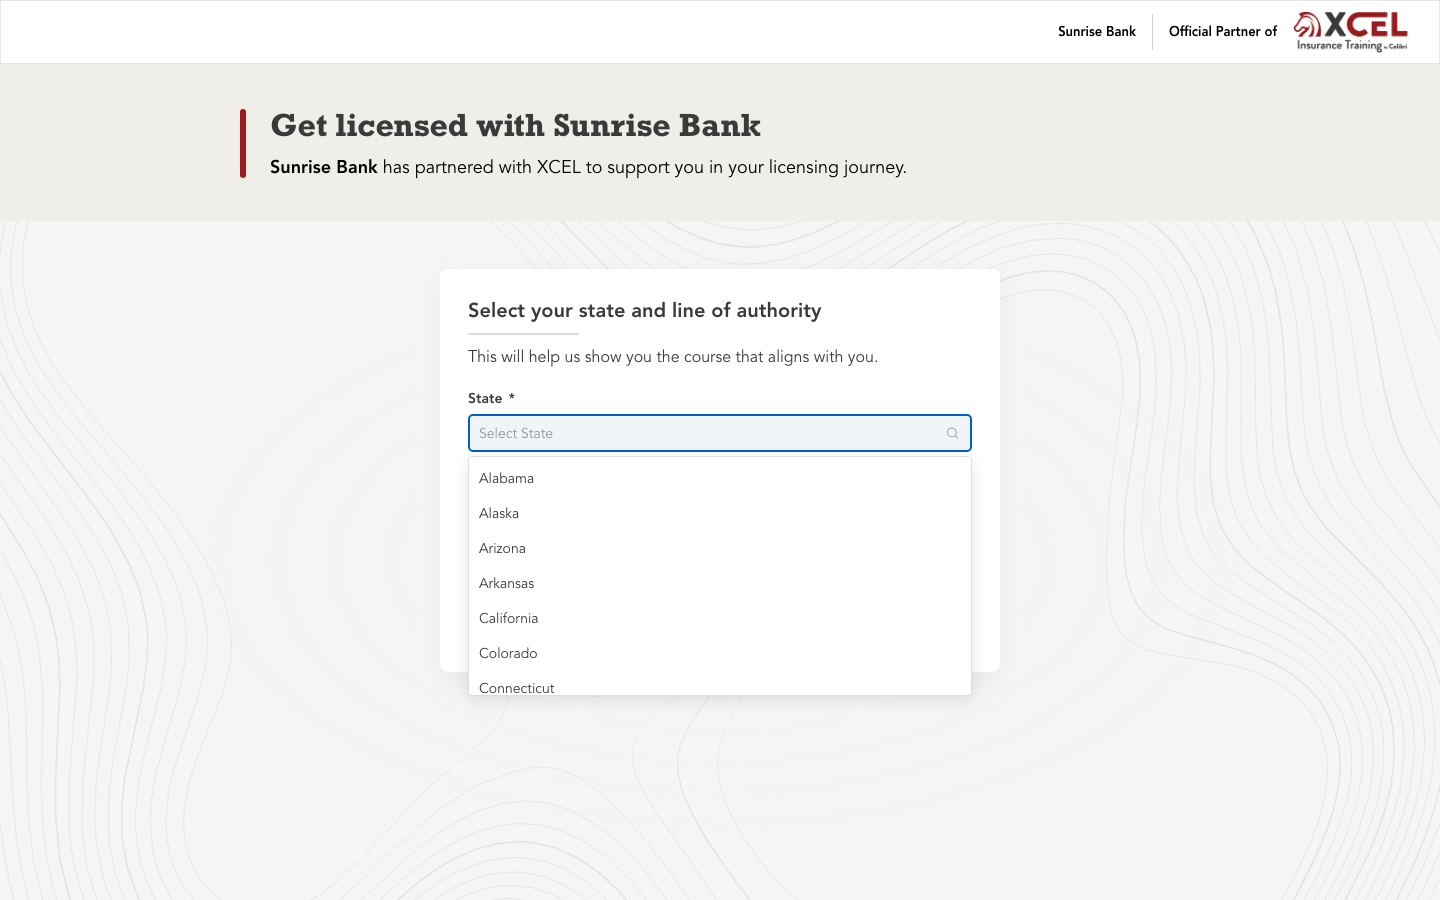 Sunrise Bank
Official Partner of
XCEL
Insurance Training by Colibri
Get licensed with Sunrise Bank
Sunrise Bank has partnered with XCEL to support you in your licensing journey.
Select your state and line of authority
This will help us show you the course that aligns with you.
State *
Select State
Alabama
Alaska
Arizona
Arkansas
California
Colorado
Connecticut